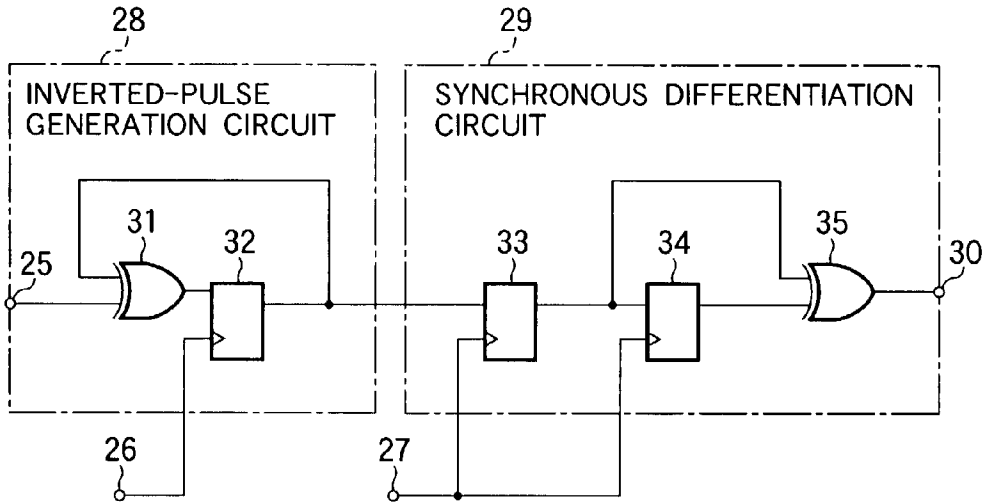 28
29
INVERTED-PULSE
GENERATION CIRCUIT
SYNCHRONOUS DIFFERENTIATION
CIRCUIT
31
32
33
34
35
25
30
26
27